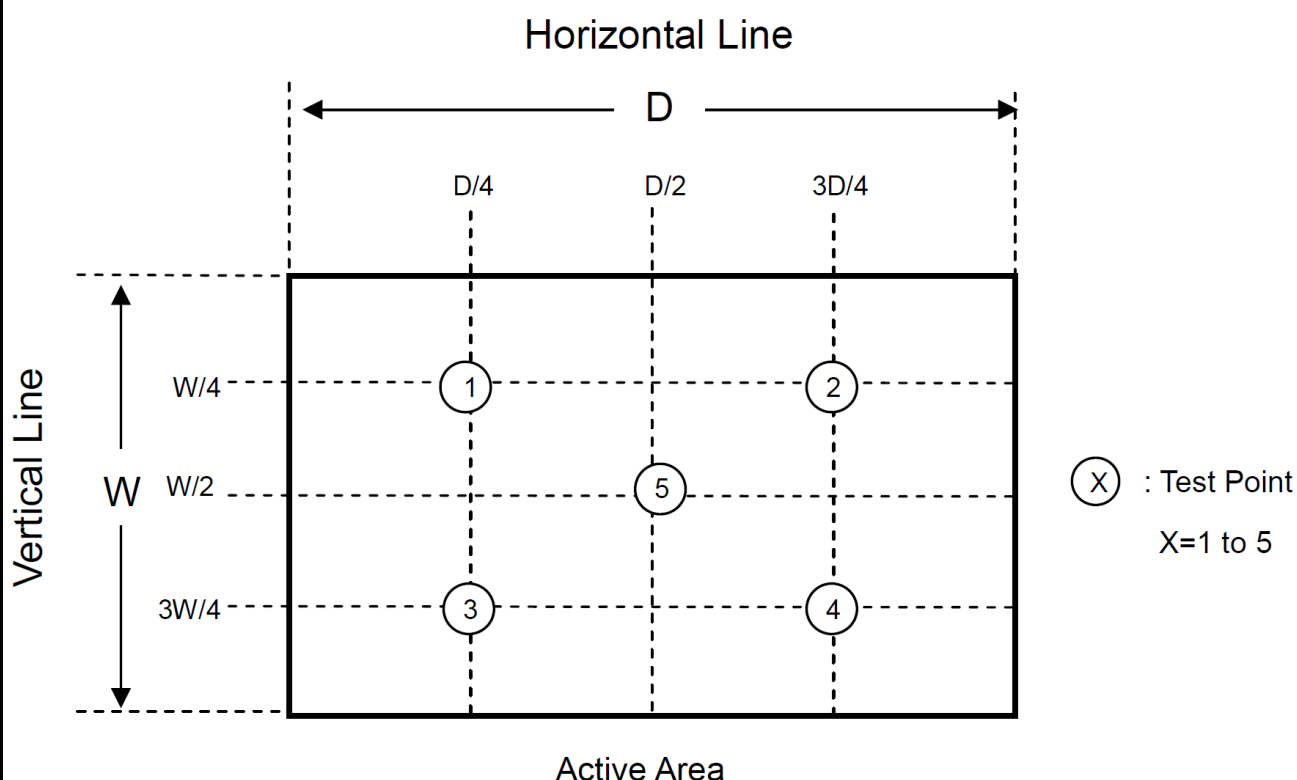 Horizontal Line
D
D/4
D/2
3D/4
Vertical Line
W
W/4
W/2
3W/4
1
2
5
3
4
X : Test Point
X=1 to 5
Active Area